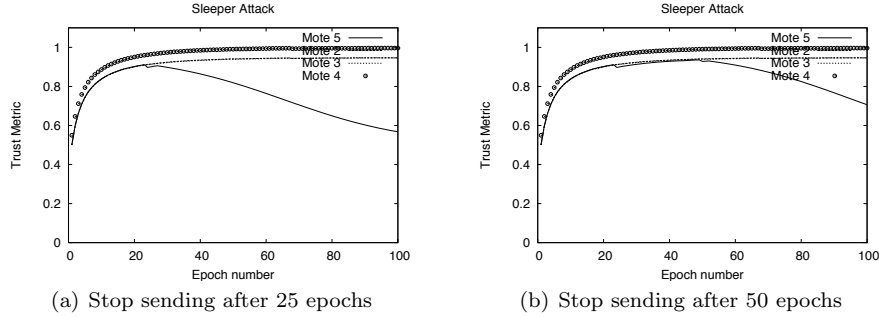 Sleeper Attack
Trust Metric
1
0.8
0.6
0.4
0.2
0
0 20 40 60 80 100
Epoch number
Mote 5
Mote 2
Mote 3
Mote 4
(a) Stop sending after 25 epochs
Sleeper Attack
Trust Metric
1
0.8
0.6
0.4
0.2
0
0 20 40 60 80 100
Epoch number
Mote 5
Mote 2
Mote 3
Mote 4
(b) Stop sending after 50 epochs